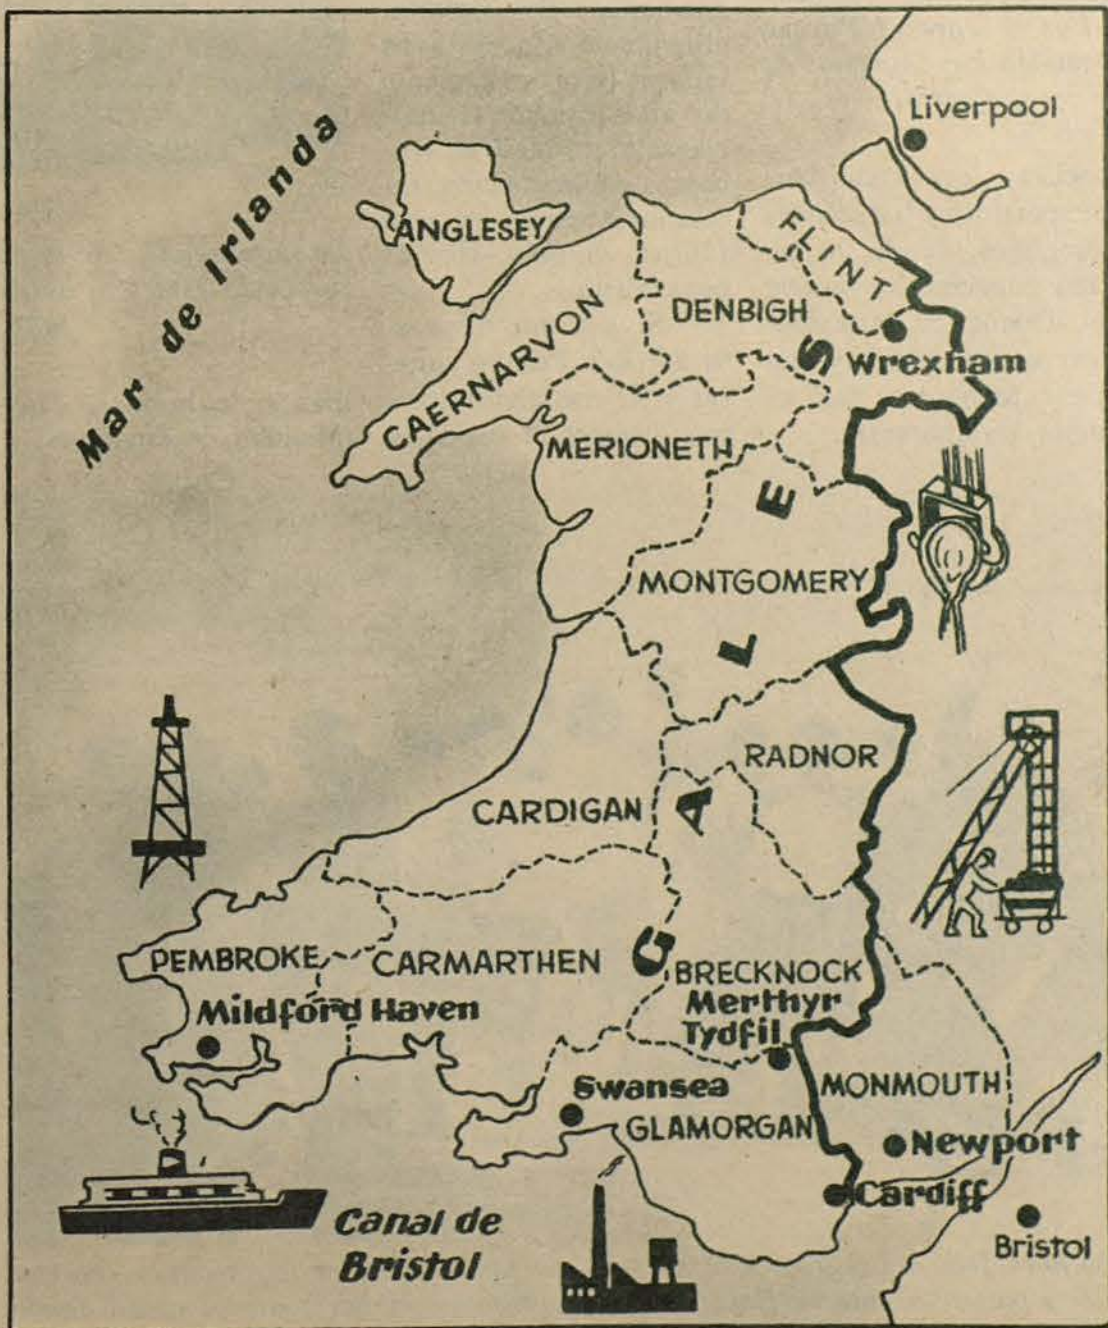 Liverpool
Mar de Irlanda
ANGLESEY
FLINT
DENBIGH
CAERNARVON
Wrexham
MERIONETH
MONTGOMERY
GALES
RADNOR
CARDIGAN
PEMBROKE
CARMARTHEN
BRECKNOCK
Mildford Haven
Merthyr
Tydfil
Swansea
MONMOUTH
GLAMORGAN
Newport
Cardiff
Canal de
Bristol
Bristol